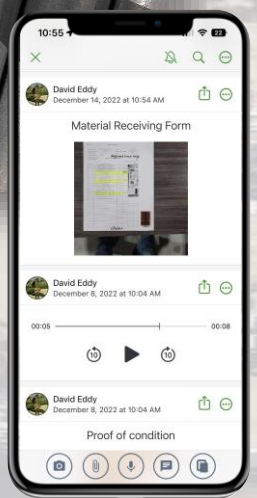 10:55
22
David Eddy
December 14, 2022 at 10:54 AM
Material Receiving Form
David Eddy
December 8, 2022 at 10:04 AM
00:05
00:08
10
10
David Eddy
December 8, 2022 at 10:04 AM
Proof of condition